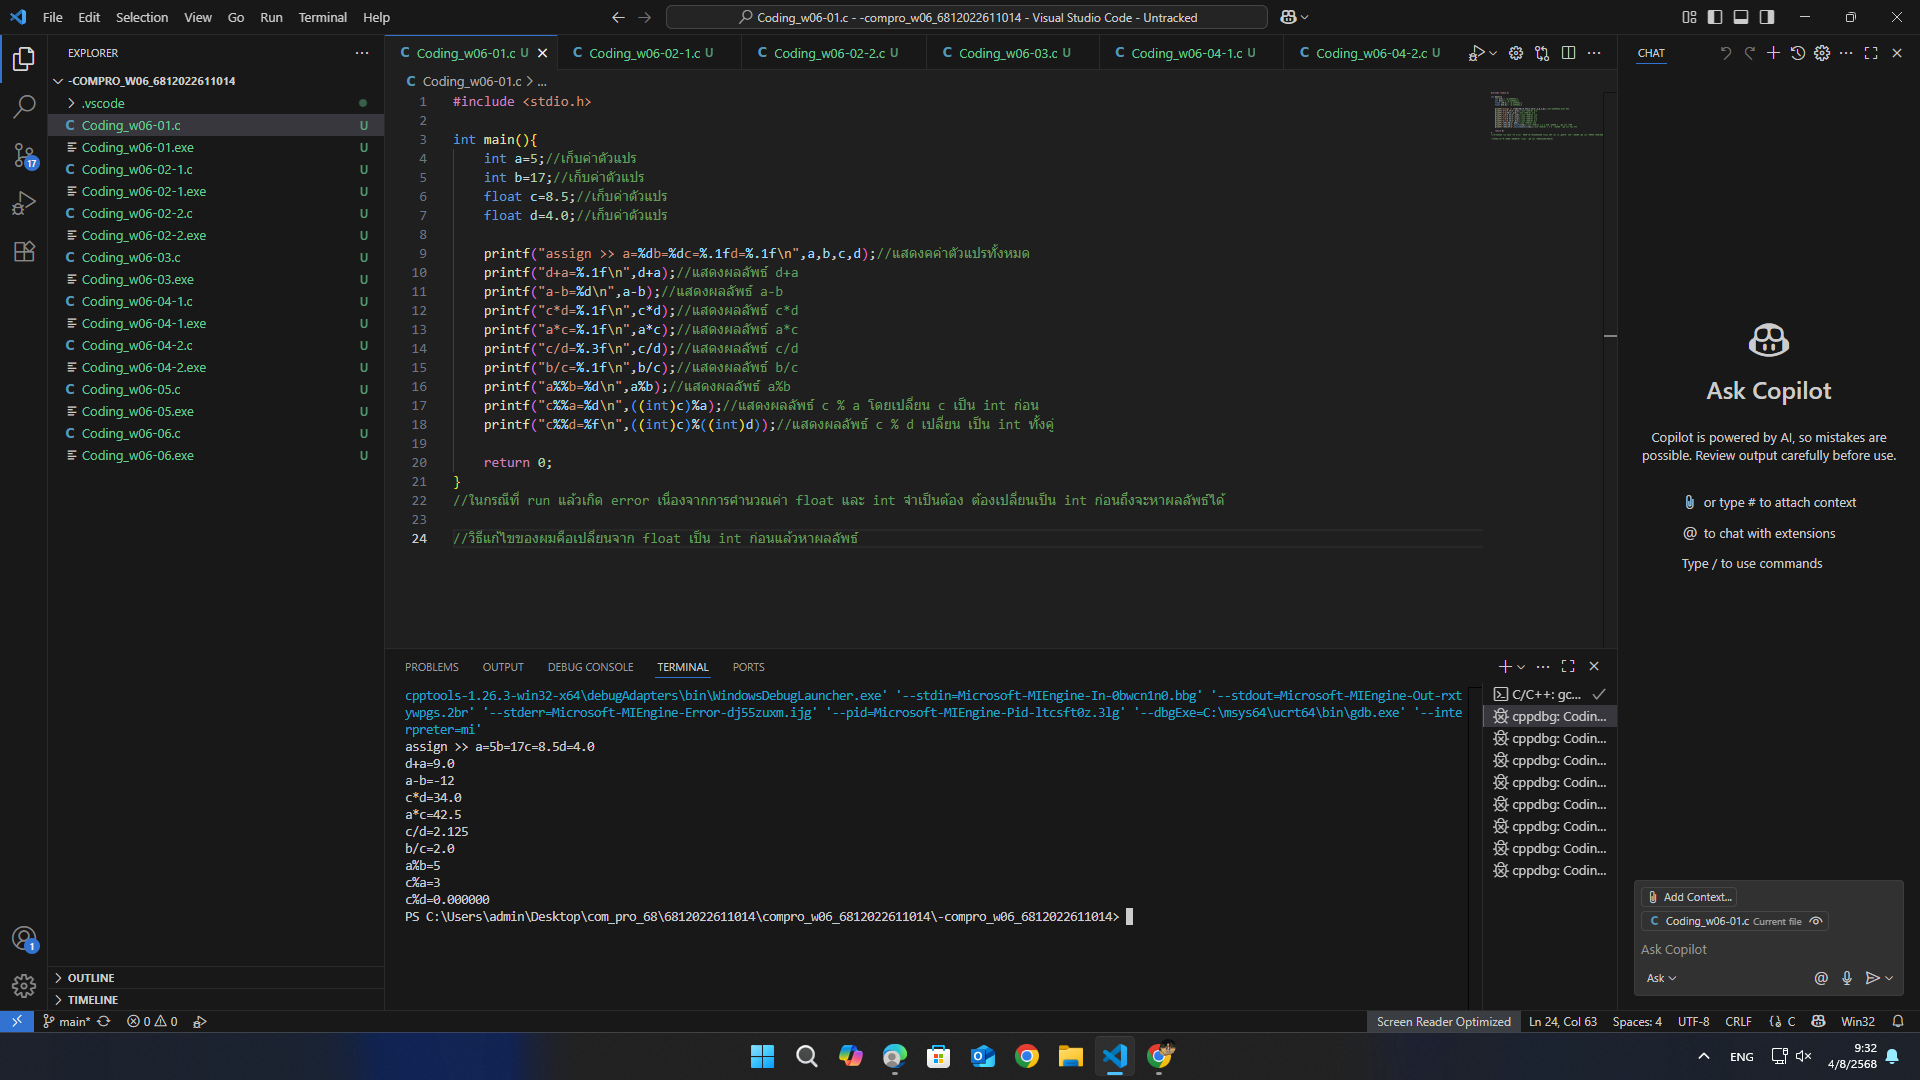 File Edit Selection View Go Run Terminal Help
Coding_w06-01.c - -compro_w06_6812022611014 - Visual Studio Code - Untracked
EXPLORER
-COMPRO_W06_6812022611014
.vscode
Coding_w06-01.c U
Coding_w06-01.exe U
Coding_w06-02-1.c U
Coding_w06-02-1.exe U
Coding_w06-02-2.c U
Coding_w06-02-2.exe U
Coding_w06-03.c U
Coding_w06-03.exe U
Coding_w06-04-1.c U
Coding_w06-04-1.exe U
Coding_w06-04-2.c U
Coding_w06-04-2.exe U
Coding_w06-05.c U
Coding_w06-05.exe U
Coding_w06-06.c U
Coding_w06-06.exe U
OUTLINE
TIMELINE
17
1
Coding_w06-01.c U Coding_w06-02-1.c U Coding_w06-02-2.c U Coding_w06-03.c U Coding_w06-04-1.c U Coding_w06-04-2.c U
Coding_w06-01.c > ...
1 #include <stdio.h>
2
3 int main(){
4 int a=5;//เก็บค่าตัวแปร
5 int b=17;//เก็บค่าตัวแปร
6 float c=8.5;//เก็บค่าตัวแปร
7 float d=4.0;//เก็บค่าตัวแปร
8
9 printf("assign >> a=%db=%dc=%.1fd=%.1f\n",a,b,c,d);//แสดงคค่าตัวแปรทั้งหมด
10 printf("d+a=%.1f\n",d+a);//แสดงผลลัพธ์ d+a
11 printf("a-b=%d\n",a-b);//แสดงผลลัพธ์ a-b
12 printf("c*d=%.1f\n",c*d);//แสดงผลลัพธ์ c*d
13 printf("a*c=%.1f\n",a*c);//แสดงผลลัพธ์ a*c
14 printf("c/d=%.3f\n",c/d);//แสดงผลลัพธ์ c/d
15 printf("b/c=%.1f\n",b/c);//แสดงผลลัพธ์ b/c
16 printf("a%%b=%d\n",a%b);//แสดงผลลัพธ์ a%b
17 printf("c%%a=%d\n",((int)c)%a);//แสดงผลลัพธ์ c % a โดยเปลี่ยน c เป็น int ก่อน
18 printf("c%%d=%f\n",((int)c)%((int)d));//แสดงผลลัพธ์ c % d เปลี่ยน เป็น int ทั้งคู่
19
20 return 0;
21 }
22 //ในกรณีที่ run แล้วเกิด error เนื่องจากการคำนวณค่า float และ int จำเป็นต้อง ต้องเปลี่ยนเป็น int ก่อนถึงจะหาผลลัพธ์ได้
23
24 //วิธีแก้ไขของผมคือเปลี่ยนจาก float เป็น int ก่อนแล้วหาผลลัพธ์
PROBLEMS OUTPUT DEBUG CONSOLE TERMINAL PORTS
cpptools-1.26.3-win32-x64\debugAdapters\bin\WindowsDebugLauncher.exe' '--stdin=Microsoft-MIEngine-In-0bwcn1n0.bbg' '--stdout=Microsoft-MIEngine-Out-rxt
ywpgs.2br' '--stderr=Microsoft-MIEngine-Error-dj55zuxm.ijg' '--pid=Microsoft-MIEngine-Pid-ltcsft0z.3lg' '--dbgExe=C:\msys64\ucrt64\bin\gdb.exe' '--inte
rpreter=mi'
assign >> a=5b=17c=8.5d=4.0
d+a=9.0
a-b=-12
c*d=34.0
a*c=42.5
c/d=2.125
b/c=2.0
a%b=5
c%a=3
c%d=0.000000
PS C:\Users\admin\Desktop\com_pro_68\6812022611014\compro_w06_6812022611014\-compro_w06_6812022611014>
C/C++: gc...
cppdbg: Codin...
cppdbg: Codin...
cppdbg: Codin...
cppdbg: Codin...
cppdbg: Codin...
cppdbg: Codin...
cppdbg: Codin...
cppdbg: Codin...
CHAT
Ask Copilot
Copilot is powered by AI, so mistakes are
possible. Review output carefully before use.
or type # to attach context
@ to chat with extensions
Type / to use commands
Add Context...
Coding_w06-01.c Current file
Ask Copilot
Ask
main* 0 0
Screen Reader Optimized Ln 24, Col 63 Spaces: 4 UTF-8 CRLF {} C Win32
ENG
9:32
4/8/2568